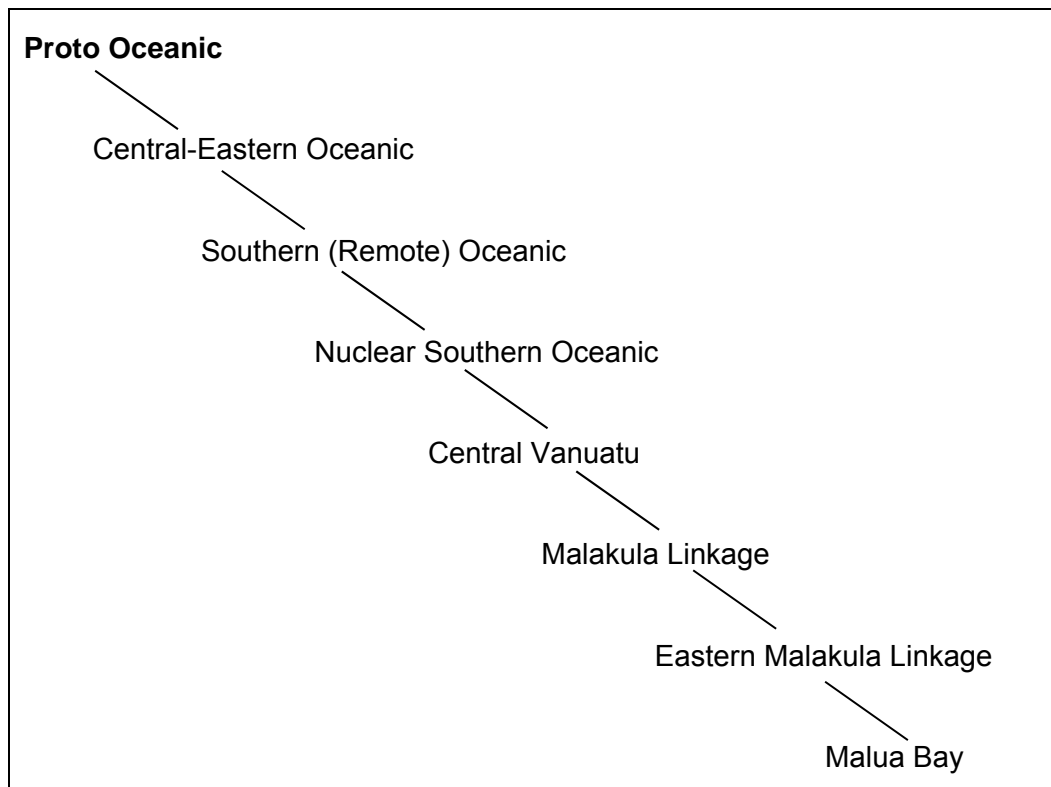 Proto Oceanic
Central-Eastern Oceanic
Southern (Remote) Oceanic
Nuclear Southern Oceanic
Central Vanuatu
Malakula Linkage
Eastern Malakula Linkage
Malua Bay